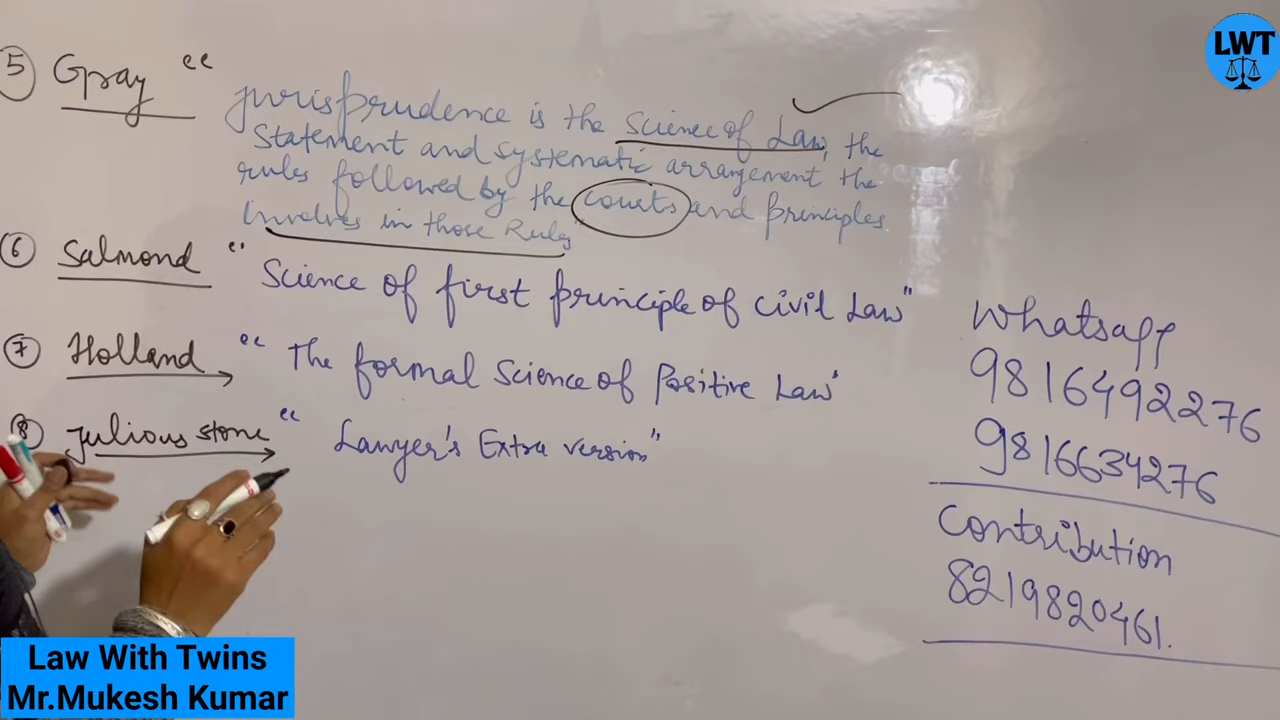 LWT
⑤ Gray "
jurisprudence is the science of Law, the
Statement and systematic arrangement the
rules followed by the courts and principles
involves in those Rules
⑥ Salmond " Science of first principle of civil Law"
⑦ Holland " The formal science of Positive Law"
⑧ Julious stone " Lawyer's Extra version"
Whatsapp
9816492276
9816634276
Contribution
8219820461.
Law With Twins
Mr.Mukesh Kumar